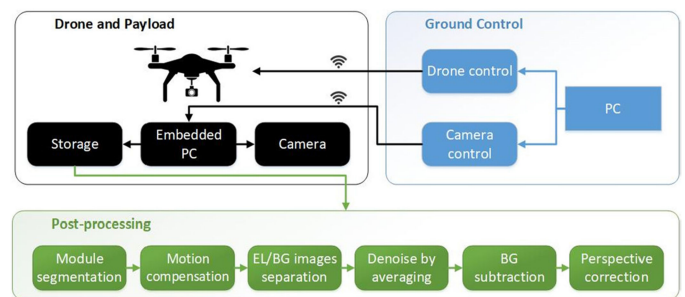 Drone and Payload
Ground Control
Drone control
PC
Storage
Embedded
PC
Camera
Camera
control
Post-processing
Module
segmentation
Motion
compensation
EL/BG images
separation
Denoise by
averaging
BG
subtraction
Perspective
correction